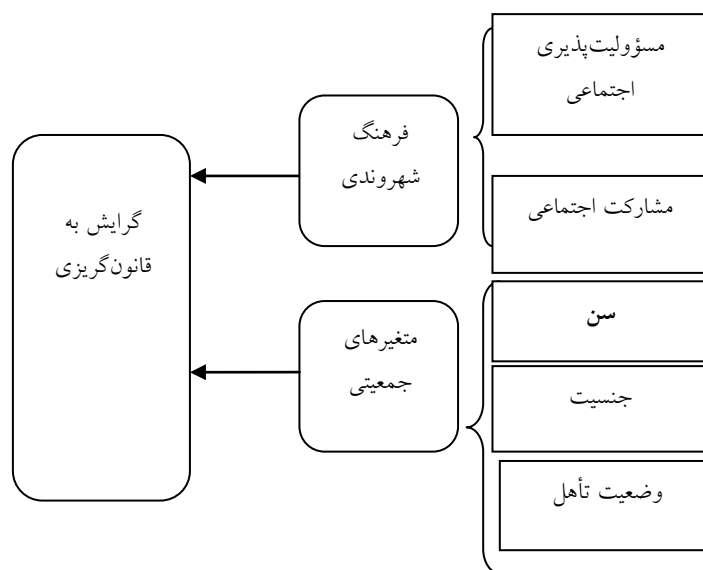 مسؤولیت‌پذیری
اجتماعی
مشارکت اجتماعی
فرهنگ
شهروندی
گرایش به
قانون‌گریزی
سن
جنسیت
وضعیت تأهل
متغیرهای
جمعیتی